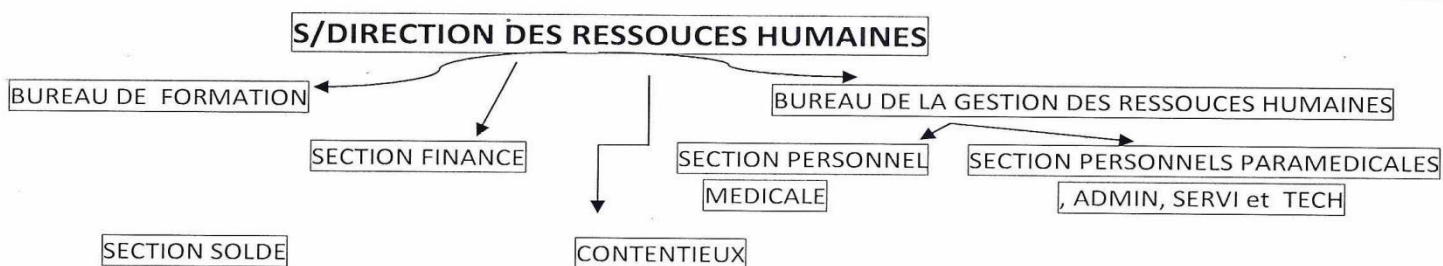 S/DIRECTION DES RESSOUCES HUMAINES
BUREAU DE FORMATION
BUREAU DE LA GESTION DES RESSOUCES HUMAINES
SECTION FINANCE
SECTION PERSONNEL
MEDICALE
SECTION PERSONNELS PARAMEDICALES
, ADMIN, SERVI et TECH
SECTION SOLDE
CONTENTIEUX